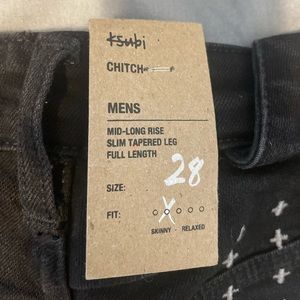 ksubi
CHITCH
MENS
MID-LONG RISE
SLIM TAPERED LEG
FULL LENGTH
SIZE: 28
FIT:
SKINNY - RELAXED